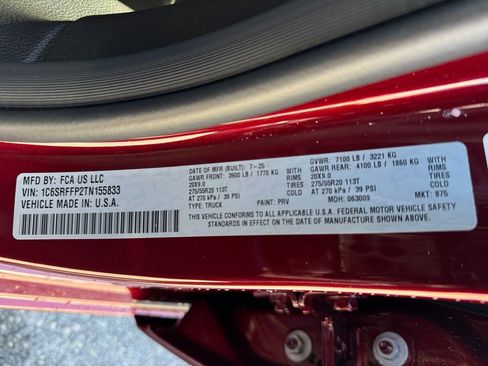 MFD BY: FCA US LLC
VIN: 1C6SRFFP2TN155833
VEHICLE MADE IN U.S.A.
DATE OF MFR (BUILT): 7-25
GAWR FRONT: 3900 LB / 1770 KG WITH
20X9.0 RIMS
275/55R20 113T TIRES
AT 270 kPa / 39 PSI COLD
TYPE: TRUCK PAINT: PRV
GVWR: 7100 LB / 3221 KG
GAWR REAR: 4100 LB / 1860 KG WITH
20X9.0 RIMS
275/55R20 113T TIRES
AT 270 kPa / 39 PSI COLD
MDH: 063009 MKT: 875
THIS VEHICLE CONFORMS TO ALL APPLICABLE U.S.A. FEDERAL MOTOR VEHICLE SAFETY
STANDARDS IN EFFECT ON THE DATE OF MANUFACTURE SHOWN ABOVE.